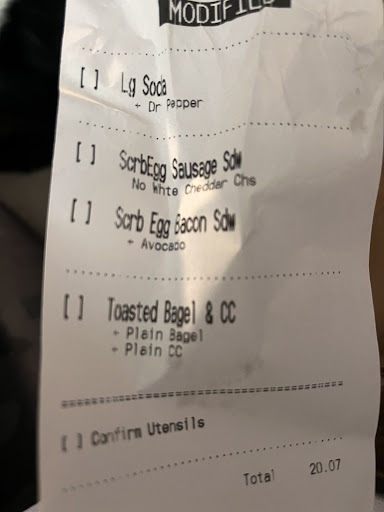 MODIFIED
[ ] Lg Soda
+ Dr Pepper
[ ] ScrbEgg Sausage Sdw
No Whte Cheddar Chs
[ ] Scrb Egg Bacon Sdw
+ Avocado
[ ] Toasted Bagel & CC
+ Plain Bagel
+ Plain CC
[ ] Confirm Utensils
Total 20.07